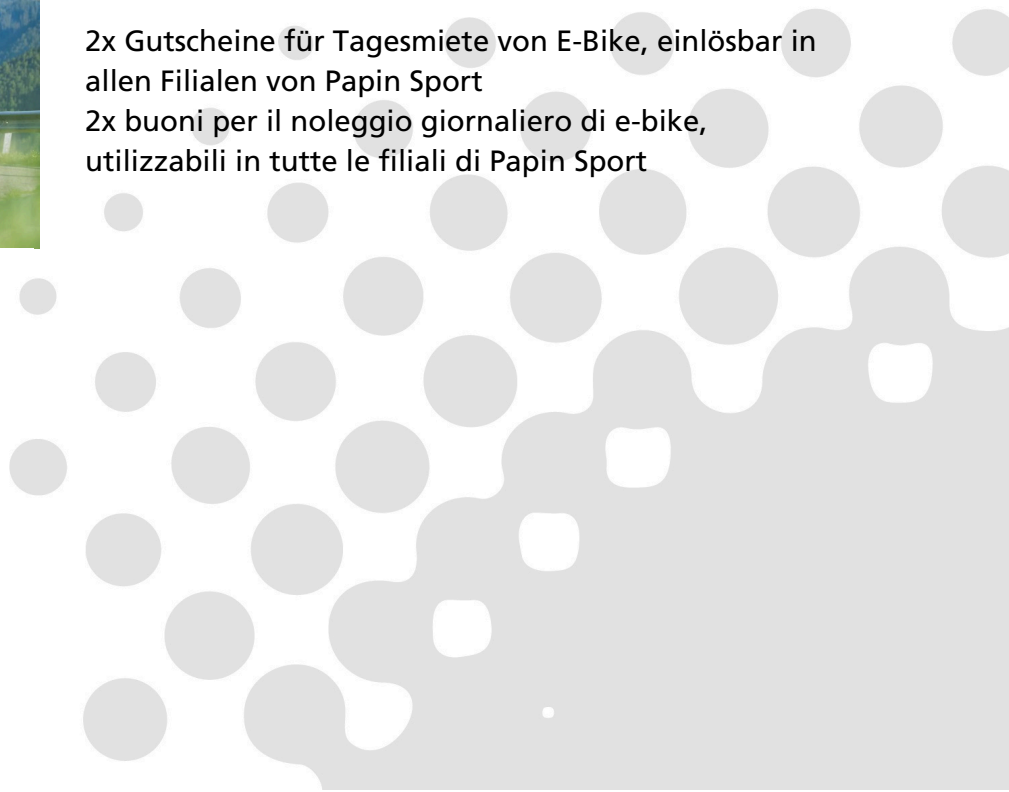 2x Gutscheine für Tagesmiete von E-Bike, einlösbar in
allen Filialen von Papin Sport
2x buoni per il noleggio giornaliero di e-bike,
utilizzabili in tutte le filiali di Papin Sport